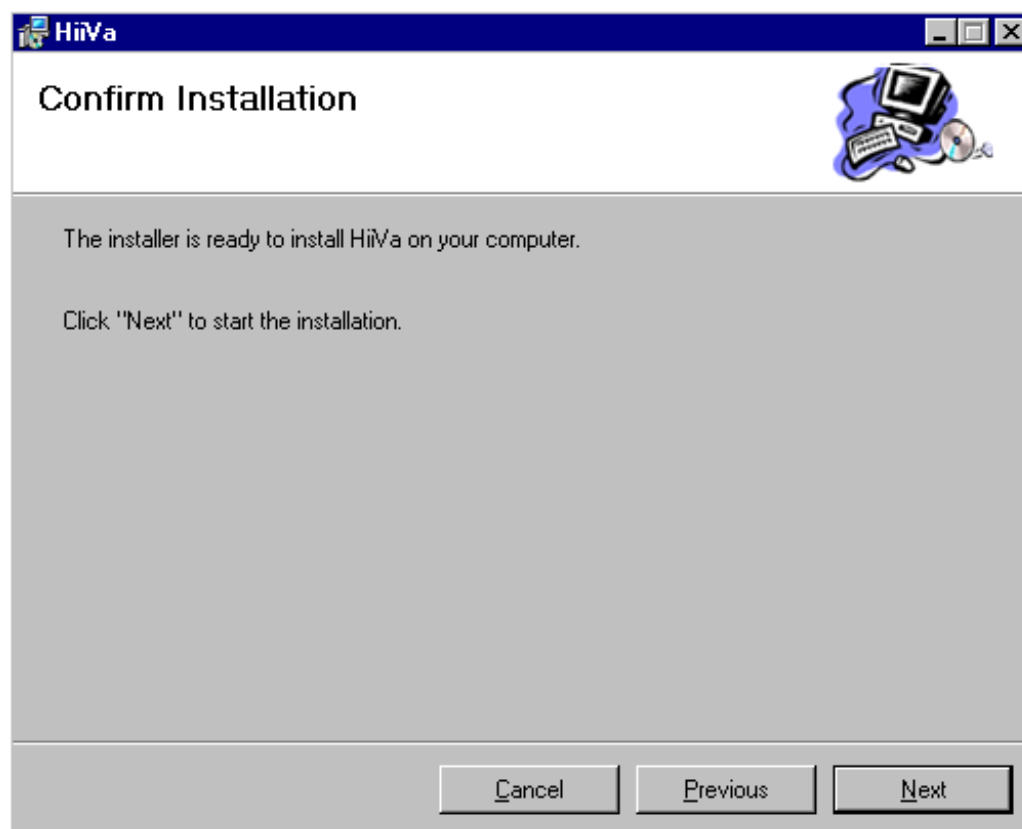 HiiVa
Confirm Installation
The installer is ready to install HiiVa on your computer.
Click "Next" to start the installation.
Cancel
Previous
Next